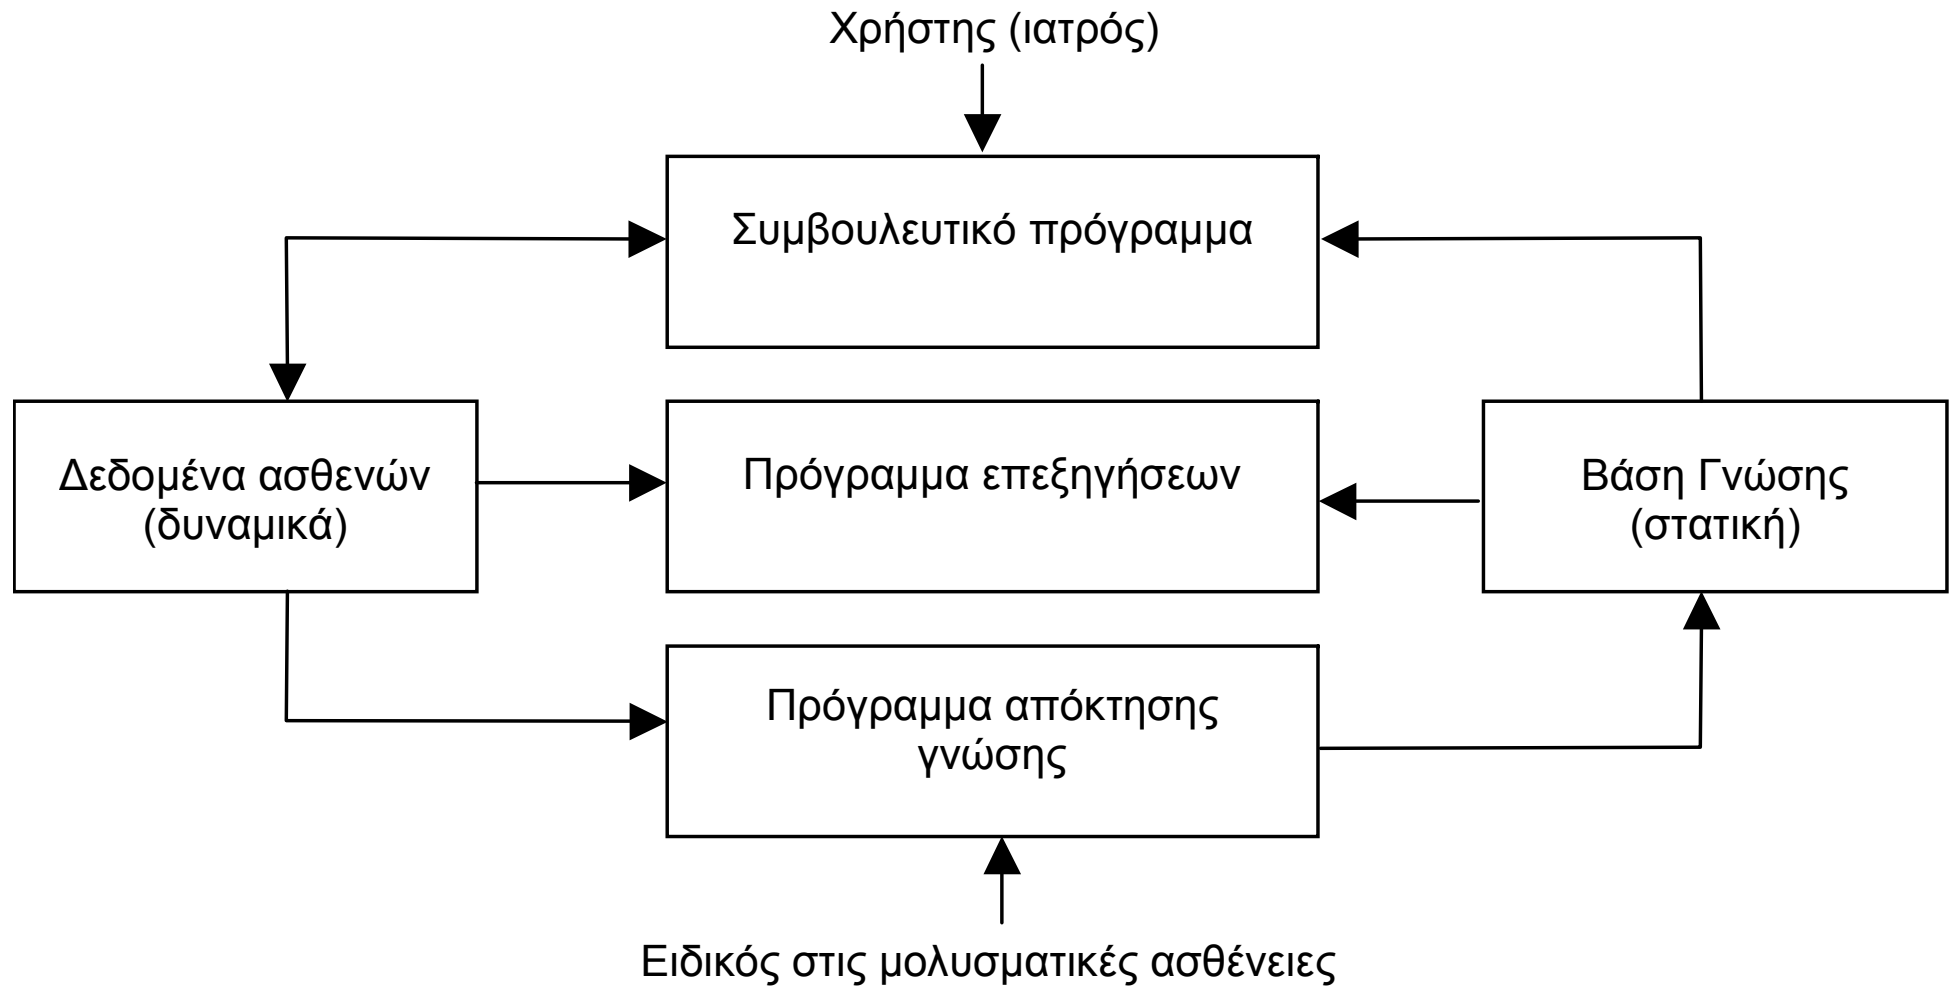 Χρήστης (ιατρός)
Συμβουλευτικό πρόγραμμα
Δεδομένα ασθενών
(δυναμικά)
Πρόγραμμα επεξηγήσεων
Βάση Γνώσης
(στατική)
Πρόγραμμα απόκτησης
γνώσης
Ειδικός στις μολυσματικές ασθένειες